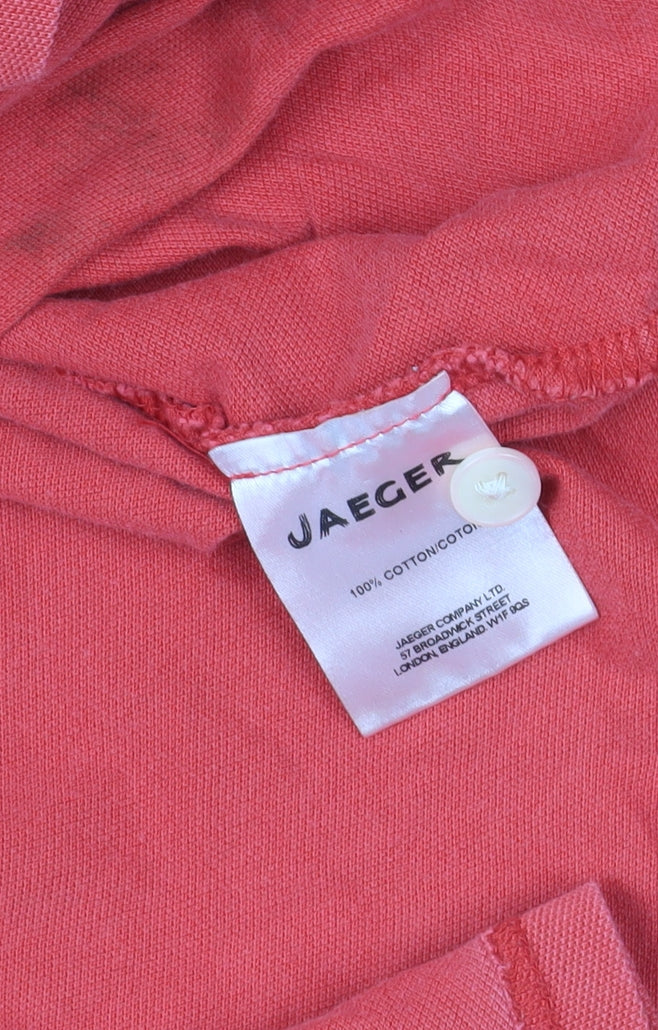 JAEGER
100% COTTON/COTON
JAEGER COMPANY LTD.
57 BROADWICK STREET
LONDON, ENGLAND. W1F 9QS